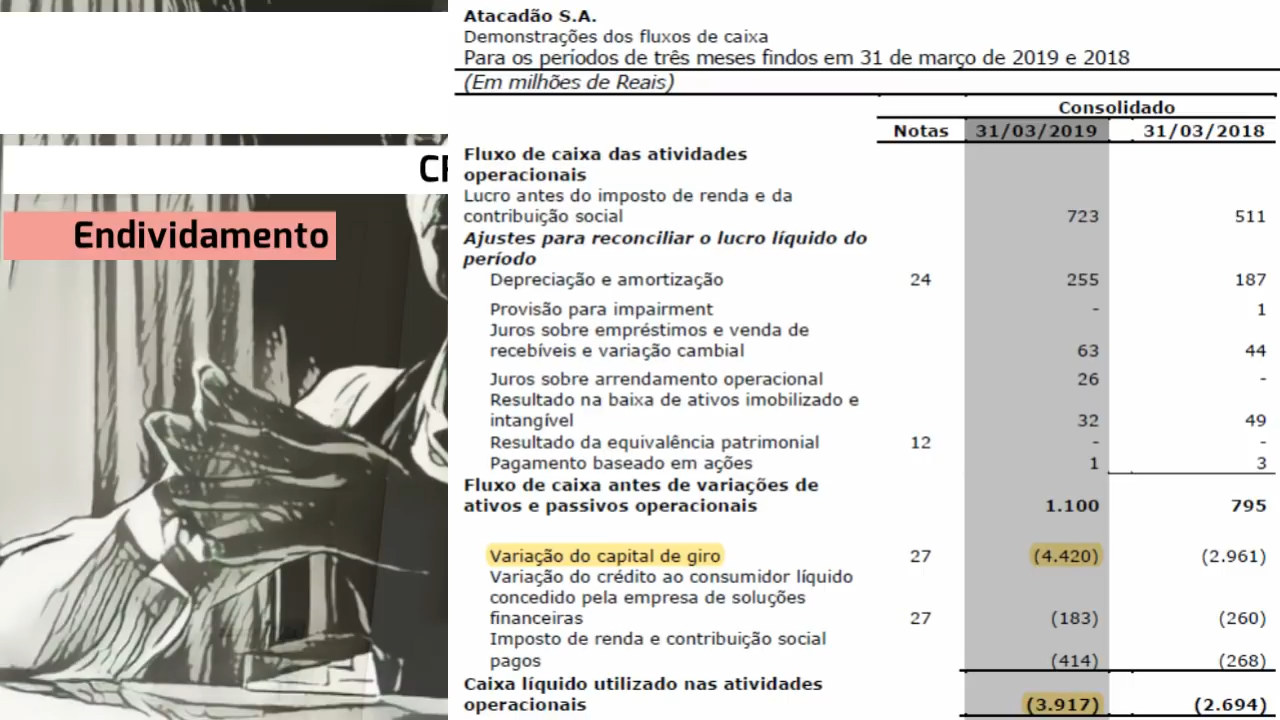 Atacadão S.A.
Demonstrações dos fluxos de caixa
Para os períodos de três meses findos em 31 de março de 2019 e 2018
(Em milhões de Reais)
Consolidado
Notas 31/03/2019 31/03/2018
Fluxo de caixa das atividades
operacionais
Lucro antes do imposto de renda e da
contribuição social 723 511
Ajustes para reconciliar o lucro líquido do
período
Depreciação e amortização 24 255 187
Provisão para impairment - 1
Juros sobre empréstimos e venda de
recebíveis e variação cambial 63 44
Juros sobre arrendamento operacional 26 -
Resultado na baixa de ativos imobilizado e
intangível 32 49
Resultado da equivalência patrimonial 12 - -
Pagamento baseado em ações 1 3
Fluxo de caixa antes de variações de
ativos e passivos operacionais 1.100 795
Variação do capital de giro 27 (4.420) (2.961)
Variação do crédito ao consumidor líquido
concedido pela empresa de soluções
financeiras 27 (183) (260)
Imposto de renda e contribuição social
pagos (414) (268)
Caixa líquido utilizado nas atividades
operacionais (3.917) (2.694)
Endividamento